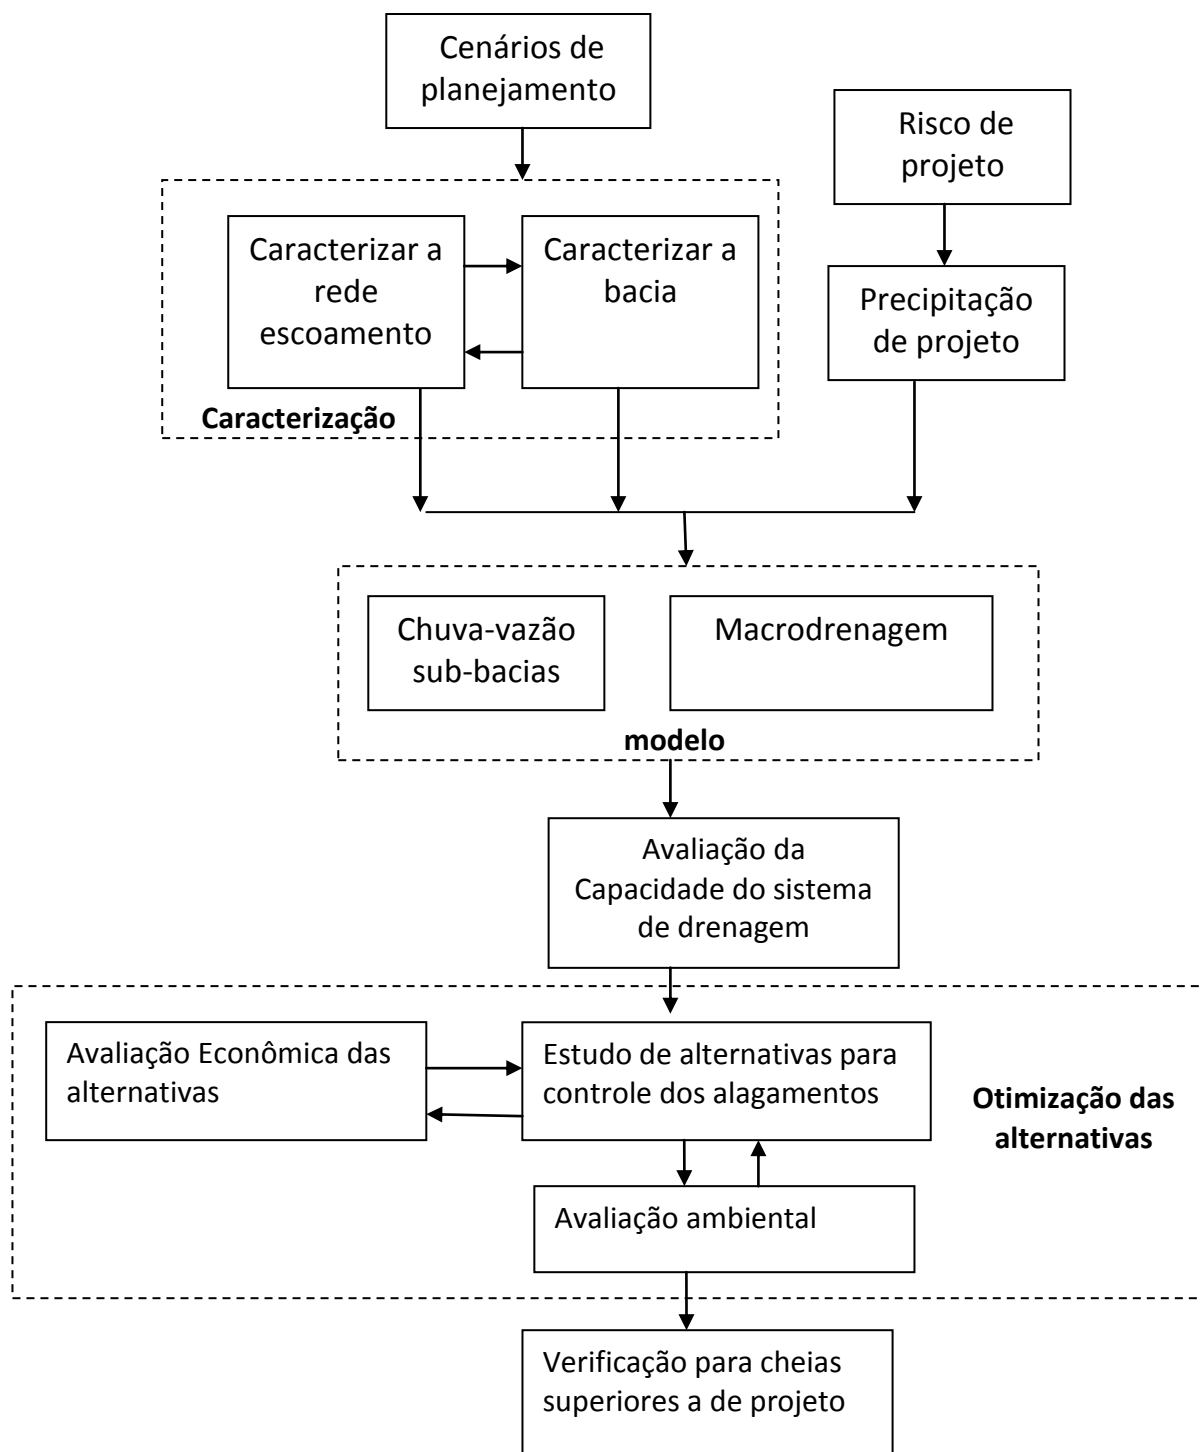 Cenários de
planejamento
Risco de
projeto
Caracterizar a
rede
escoamento
Caracterizar a
bacia
Precipitação
de projeto
Caracterização
Chuva-vazão
sub-bacias
Macrodrenagem
modelo
Avaliação da
Capacidade do sistema
de drenagem
Avaliação Econômica das
alternativas
Estudo de alternativas para
controle dos alagamentos
Otimização das
alternativas
Avaliação ambiental
Verificação para cheias
superiores a de projeto